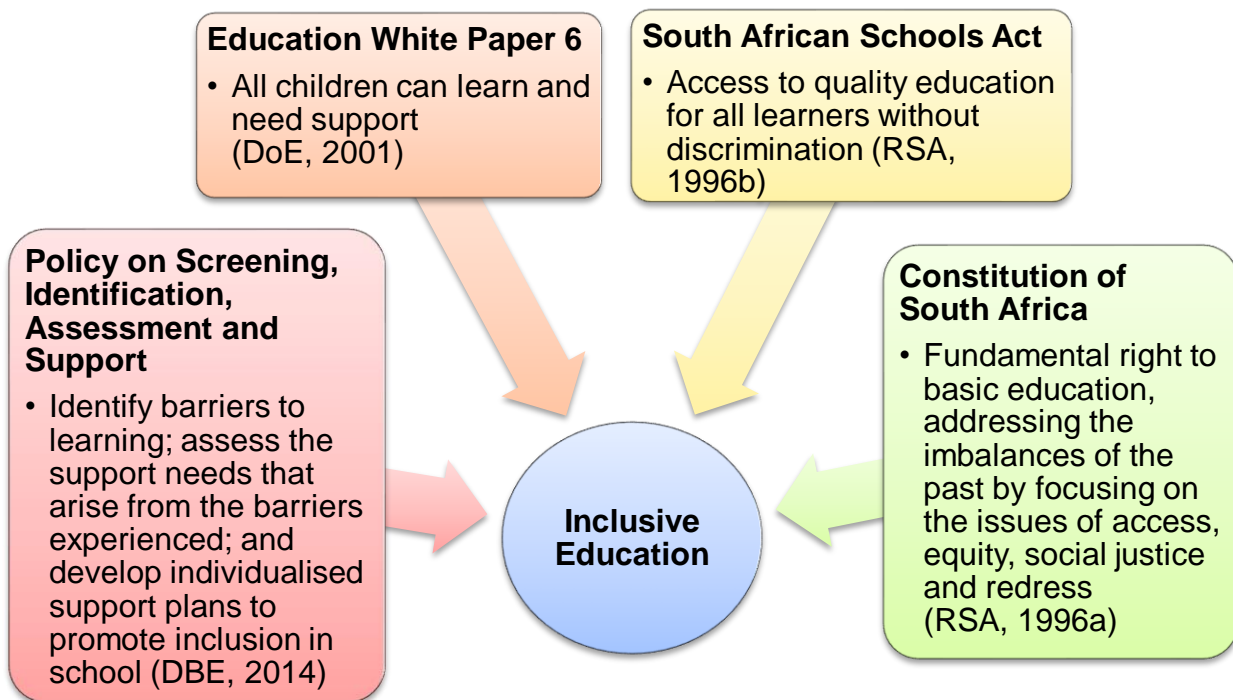 Education White Paper 6
• All children can learn and
need support
(DoE, 2001)
South African Schools Act
• Access to quality education
for all learners without
discrimination (RSA,
1996b)
Policy on Screening,
Identification,
Assessment and
Support
• Identify barriers to
learning; assess the
support needs that
arise from the barriers
experienced; and
develop individualised
support plans to
promote inclusion in
school (DBE, 2014)
Inclusive
Education
Constitution of
South Africa
• Fundamental right to
basic education,
addressing the
imbalances of the
past by focusing on
the issues of access,
equity, social justice
and redress
(RSA, 1996a)